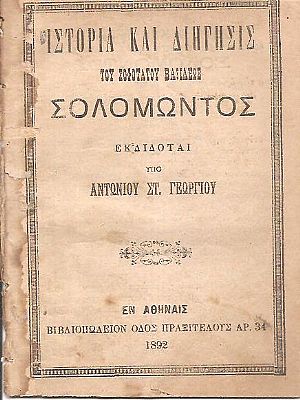 ΙΣΤΟΡΙΑ ΚΑΙ ΔΙΗΓΗΣΙΣ
ΤΟΥ ΣΟΦΩΤΑΤΟΥ ΒΑΣΙΛΕΩΣ
ΣΟΛΟΜΩΝΤΟΣ
ΕΚΔΙΔΟΤΑΙ
ΥΠΟ
ΑΝΤΩΝΙΟΥ ΣΤ. ΓΕΩΡΓΙΟΥ
ΕΝ ΑΘΗΝΑΙΣ
ΒΙΒΛΙΟΠΩΛΕΙΟΝ ΟΔΟΣ ΠΡΑΞΙΤΕΛΟΥΣ ΑΡ. 34
1892